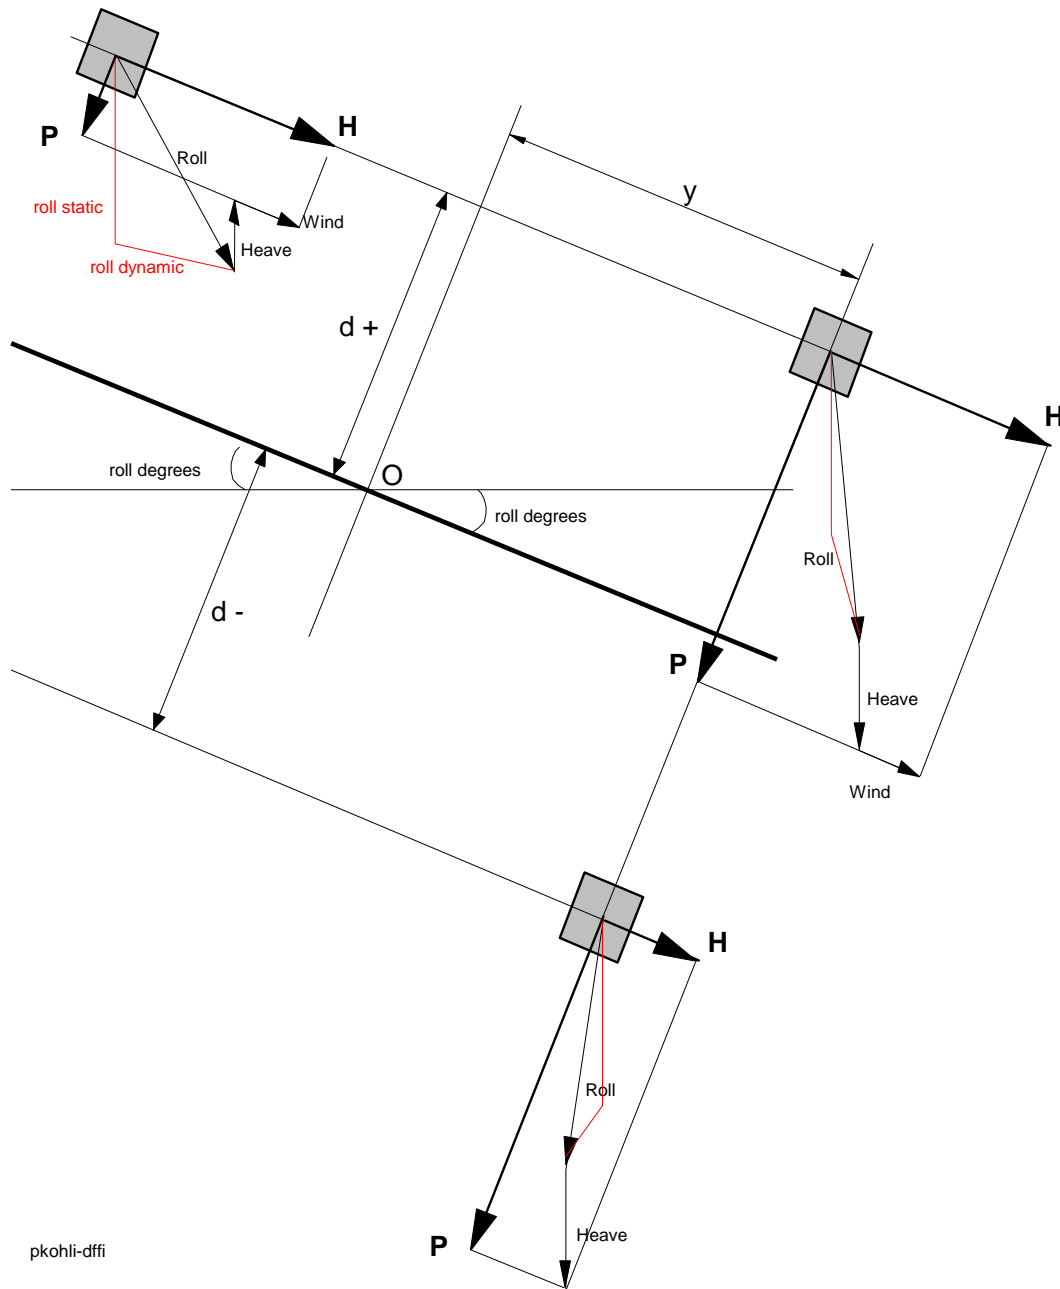 H
P
Roll
y
roll static
Wind
Heave
roll dynamic
d +
H
roll degrees
O
roll degrees
Roll
d -
P
Heave
Wind
H
Roll
P
Heave
pkohli-dffi